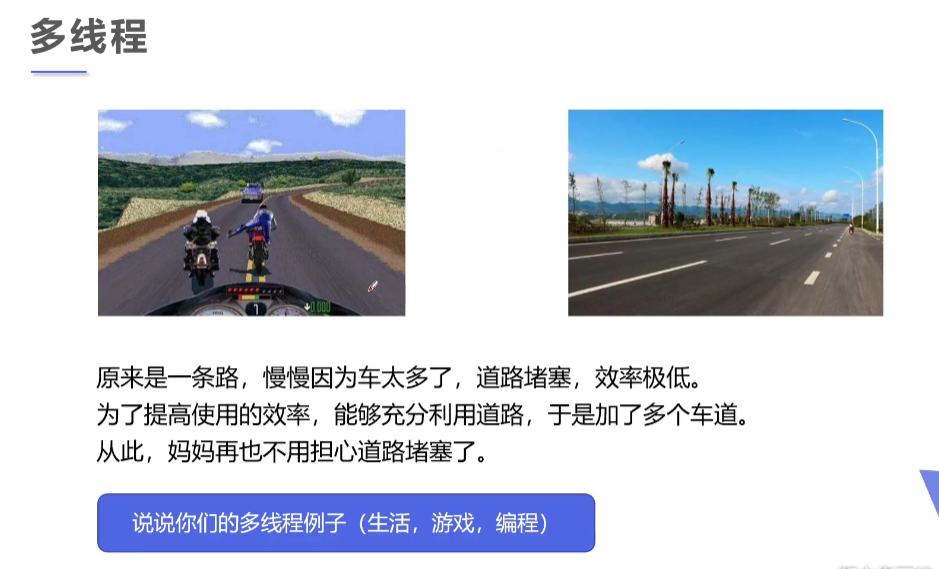 多线程
1
0.000
原来是一条路，慢慢因为车太多了，道路堵塞，效率极低。
为了提高使用的效率，能够充分利用道路，于是加了多个车道。
从此，妈妈再也不用担心道路堵塞了。
说说你们的多线程例子（生活，游戏，编程）